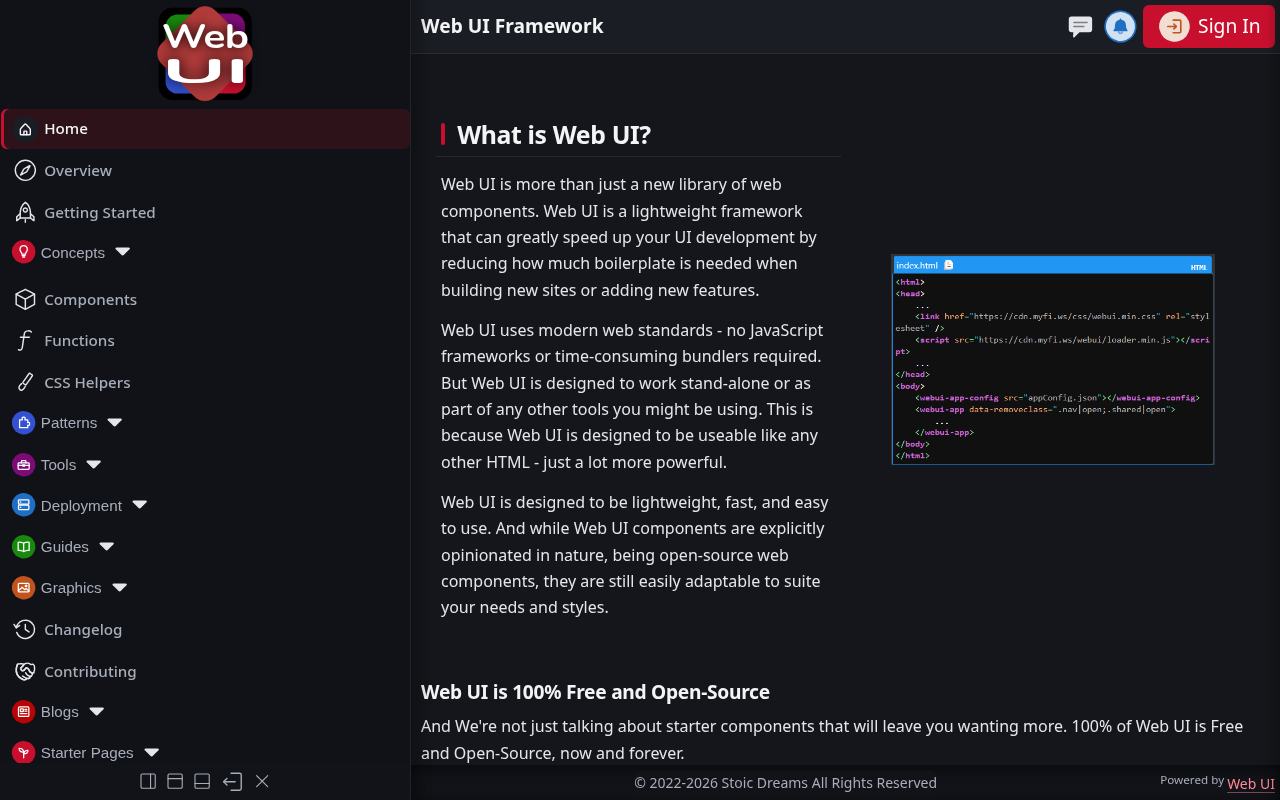 Web
UI
Home
Overview
Getting Started
Concepts
Components
Functions
CSS Helpers
Patterns
Tools
Deployment
Guides
Graphics
Changelog
Contributing
Blogs
Starter Pages
Web UI Framework
Sign In
What is Web UI?
Web UI is more than just a new library of web
components. Web UI is a lightweight framework
that can greatly speed up your UI development by
reducing how much boilerplate is needed when
building new sites or adding new features.
Web UI uses modern web standards - no JavaScript
frameworks or time-consuming bundlers required.
But Web UI is designed to work stand-alone or as
part of any other tools you might be using. This is
because Web UI is designed to be useable like any
other HTML - just a lot more powerful.
Web UI is designed to be lightweight, fast, and easy
to use. And while Web UI components are explicitly
opinionated in nature, being open-source web
components, they are still easily adaptable to suite
your needs and styles.
index.html
HTML
<html>
<head>
...
<link href="https://cdn.myfi.ws/css/webui.min.css" rel="styl
esheet" />
<script src="https://cdn.myfi.ws/webui/loader.min.js"></scri
pt>
...
</head>
<body>
<webui-app-config src="appConfig.json"></webui-app-config>
<webui-app data-removeclass=".nav|open;.shared|open">
...
</webui-app>
</body>
</html>
Web UI is 100% Free and Open-Source
And We're not just talking about starter components that will leave you wanting more. 100% of Web UI is Free
and Open-Source, now and forever.
© 2022-2026 Stoic Dreams All Rights Reserved
Powered by Web UI